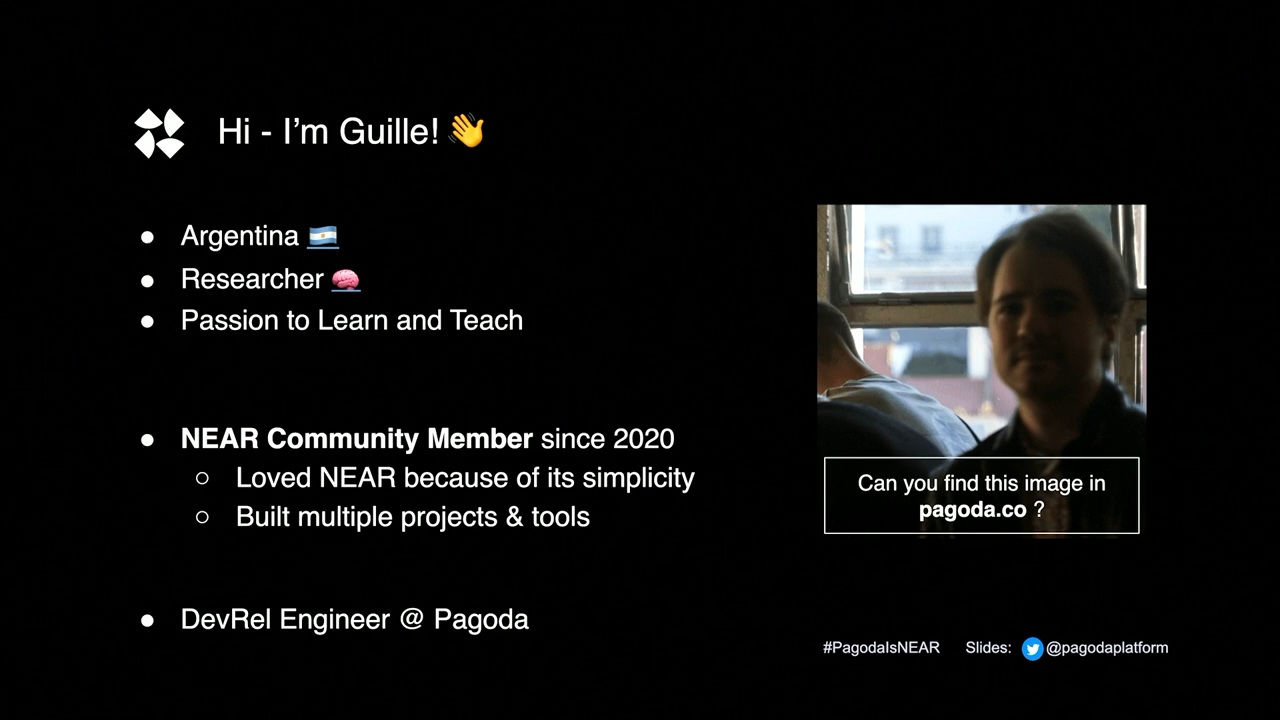 Hi - I’m Guille! 👋
● Argentina 🇦🇷
● Researcher 🧠
● Passion to Learn and Teach
● NEAR Community Member since 2020
○ Loved NEAR because of its simplicity
○ Built multiple projects & tools
● DevRel Engineer @ Pagoda
Can you find this image in
pagoda.co ?
#PagodaIsNEAR Slides: @pagodaplatform